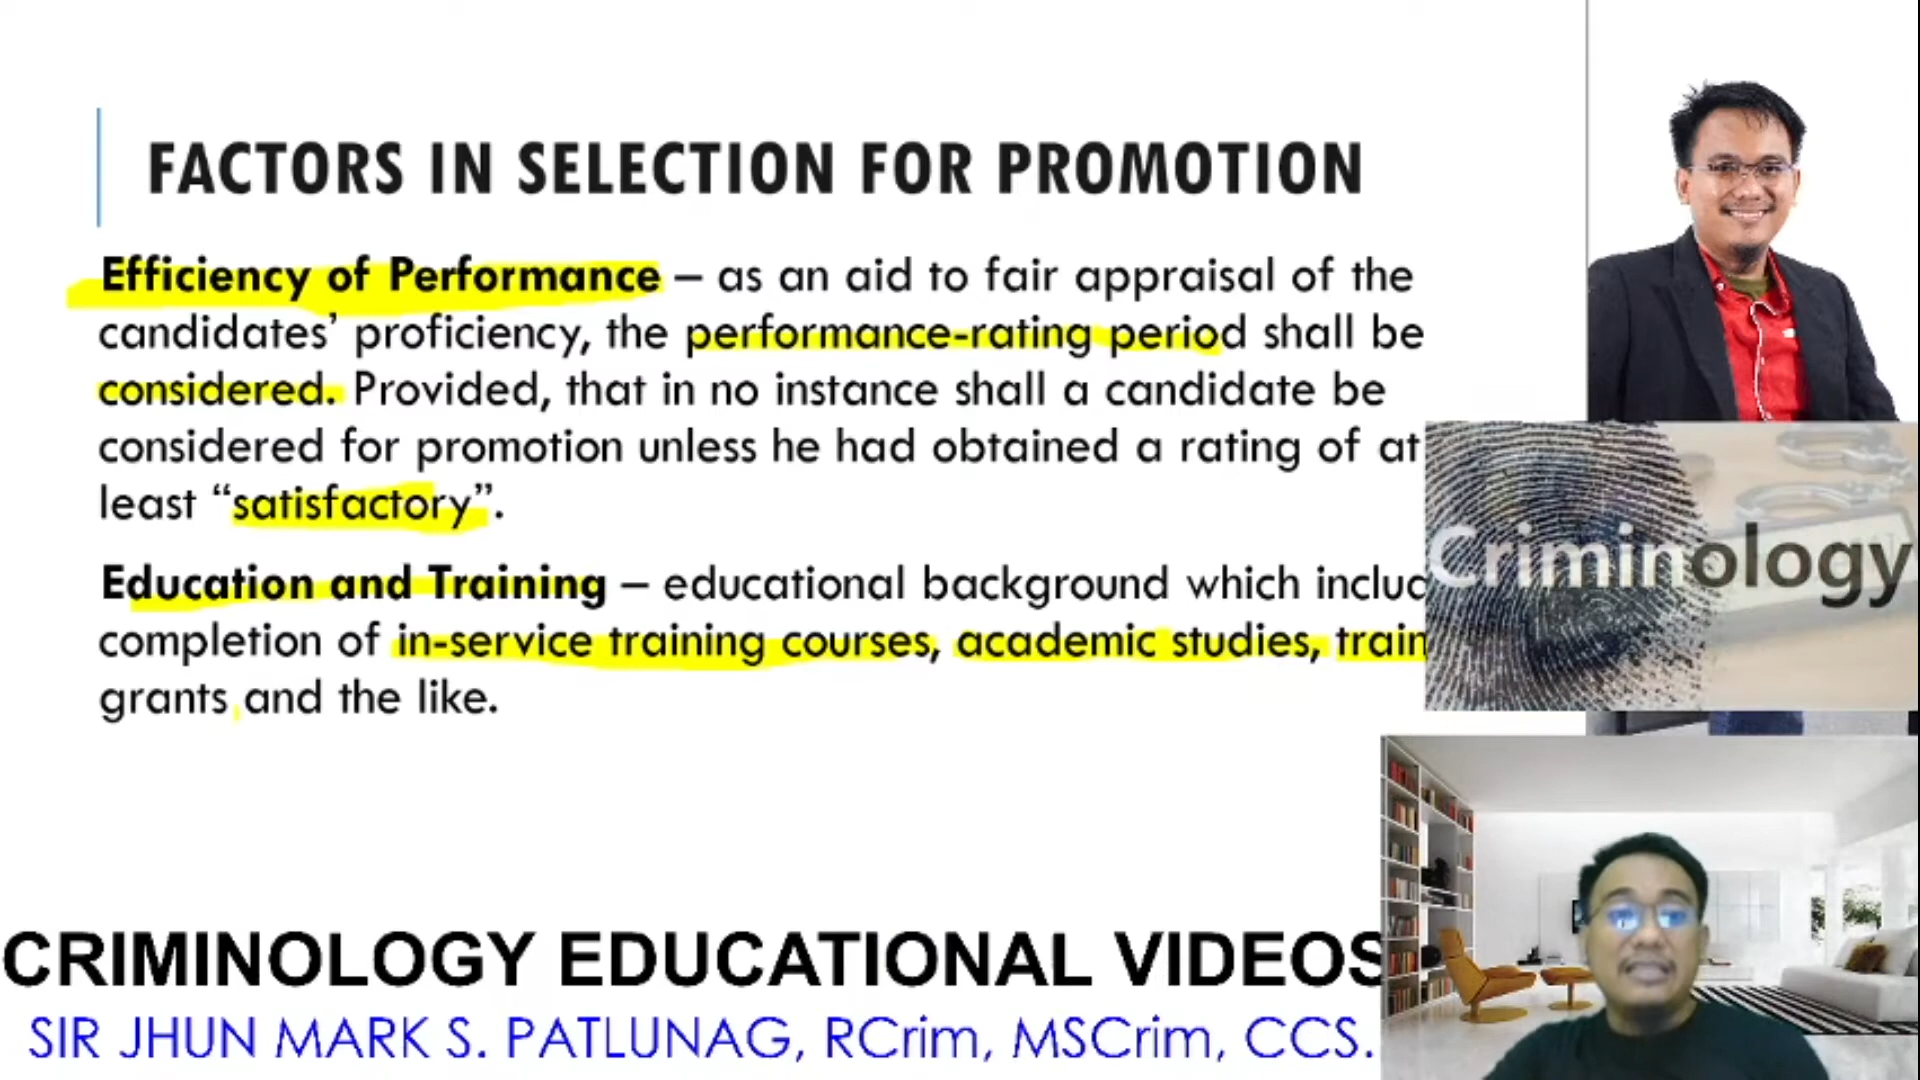 FACTORS IN SELECTION FOR PROMOTION
Efficiency of Performance – as an aid to fair appraisal of the
candidates’ proficiency, the performance-rating period shall be
considered. Provided, that in no instance shall a candidate be
considered for promotion unless he had obtained a rating of at
least “satisfactory”.
Education and Training – educational background which includ
completion of in-service training courses, academic studies, train
grants and the like.
Criminology
CRIMINOLOGY EDUCATIONAL VIDEOS
SIR JHUN MARK S. PATLUNAG, RCrim, MSCrim, CCS.